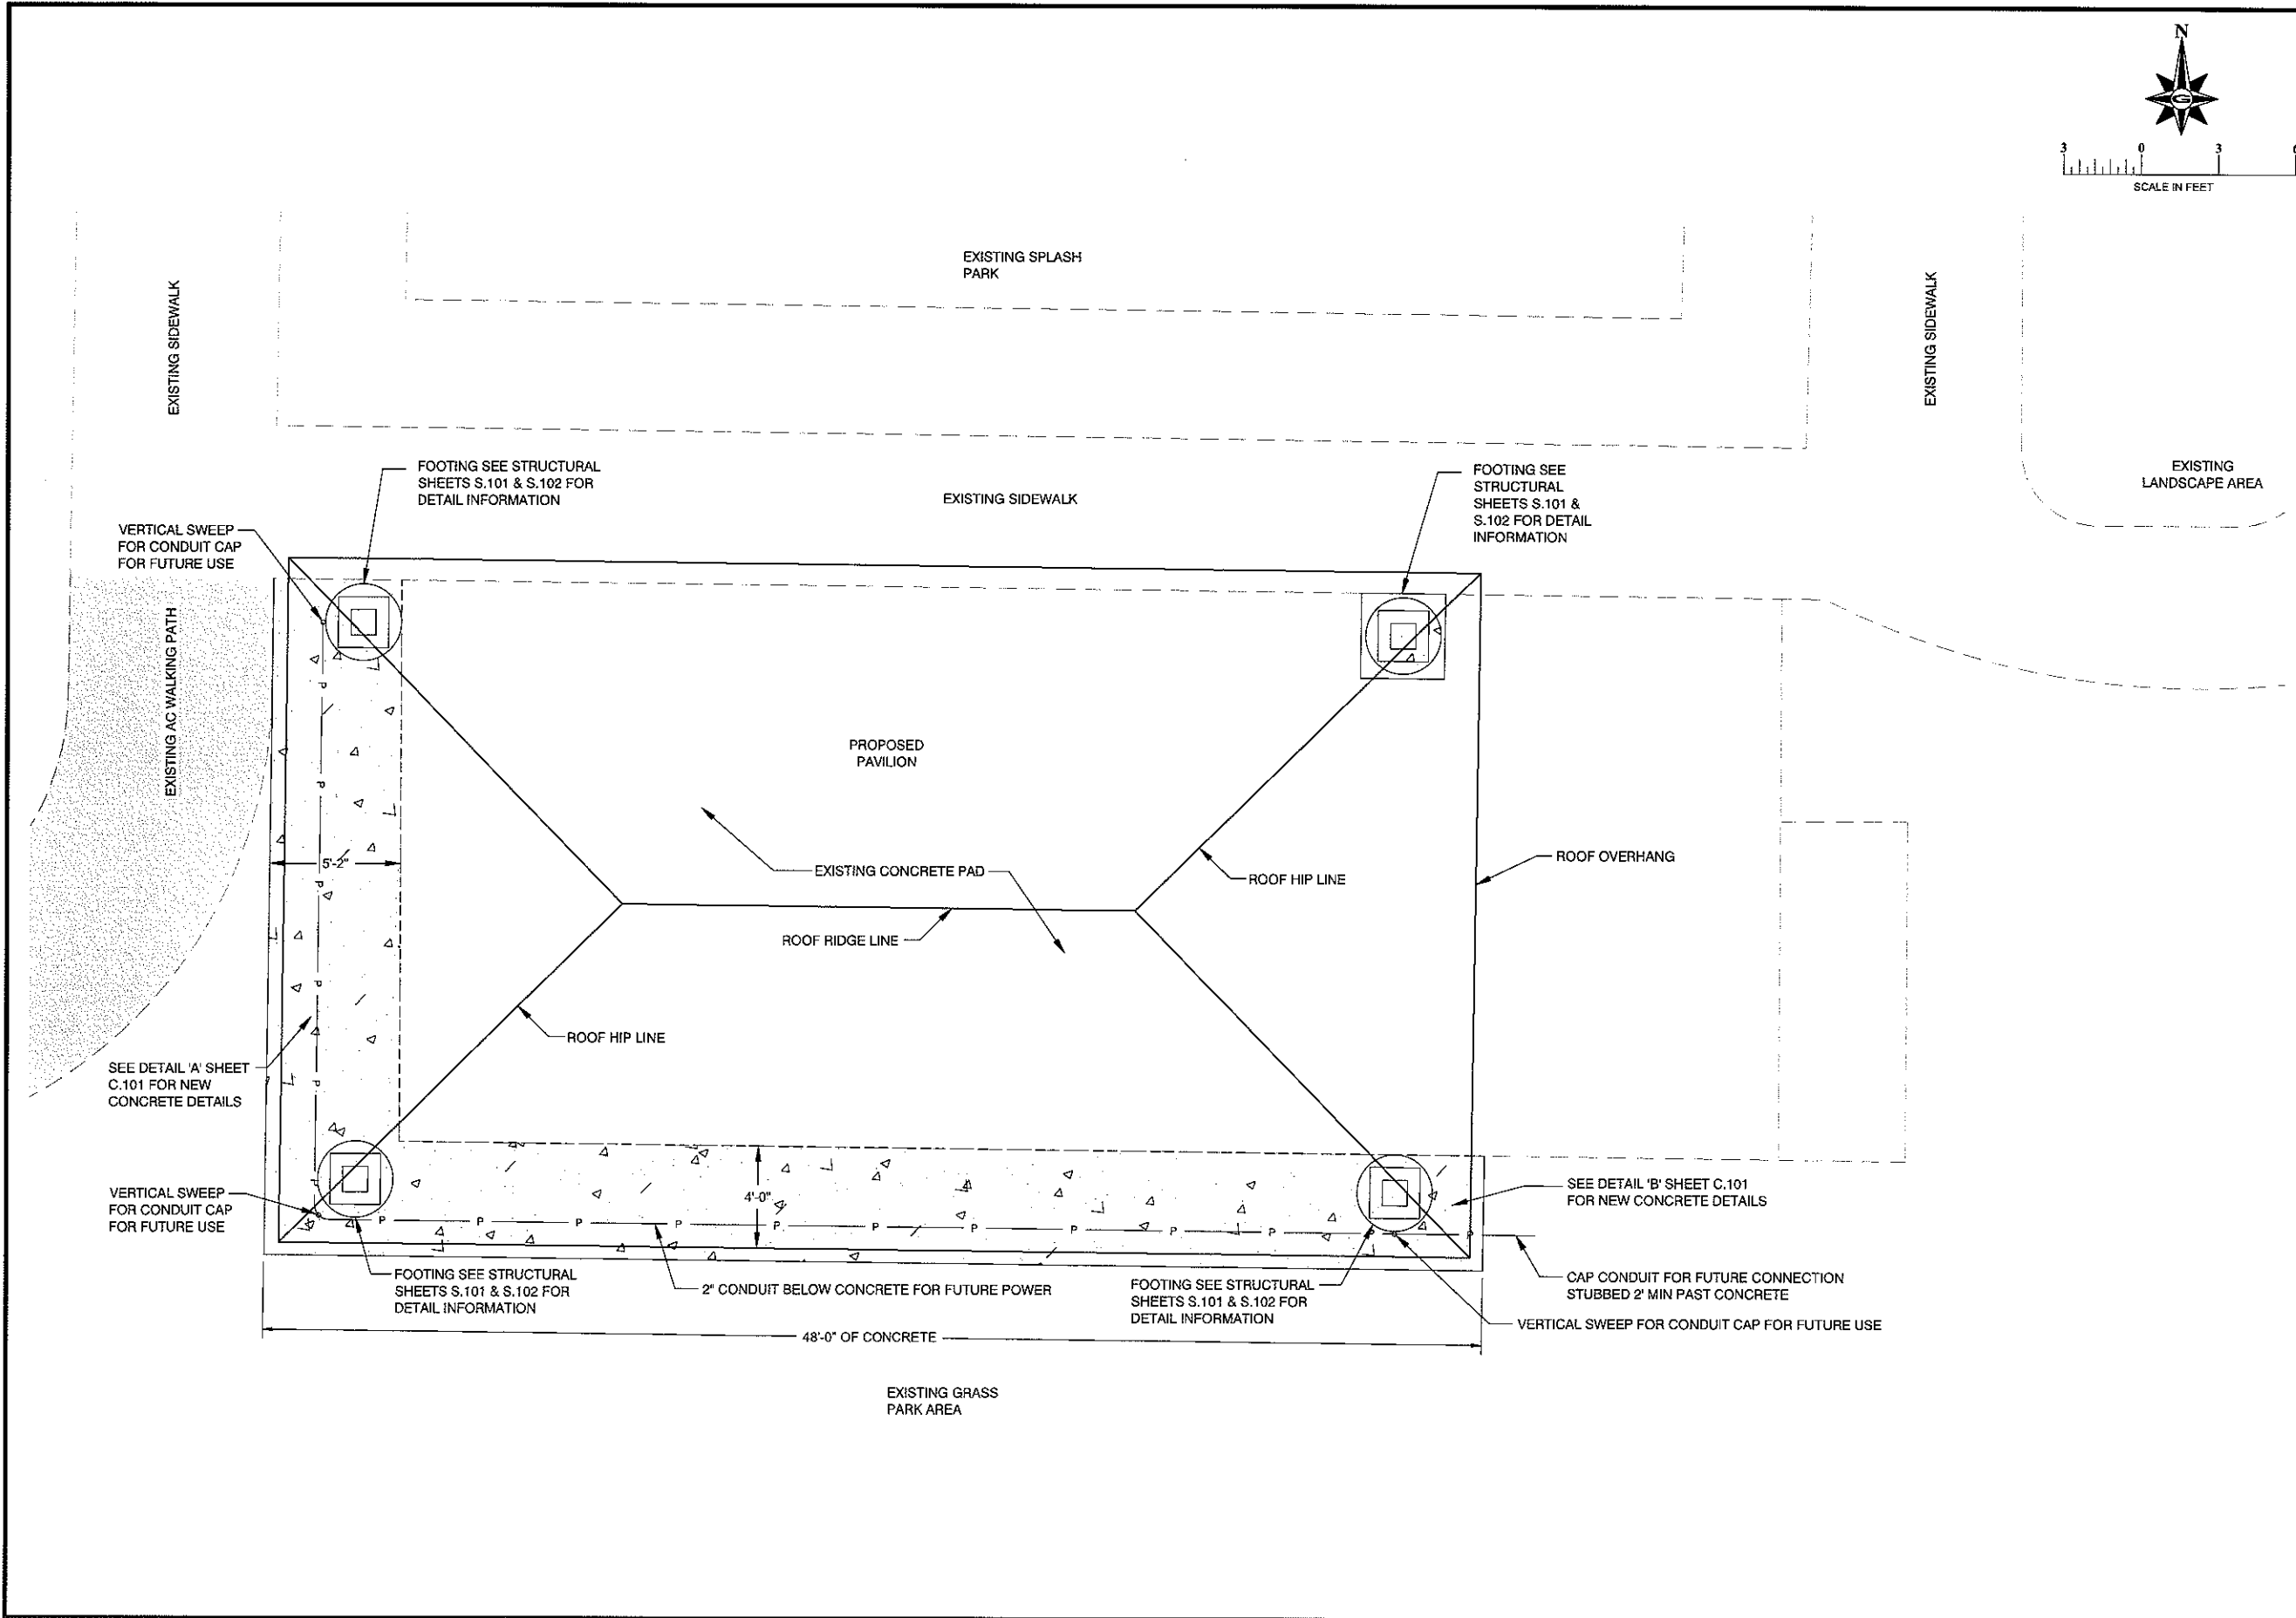 N
G
3 0 3 6
SCALE IN FEET
EXISTING SPLASH
PARK
EXISTING SIDEWALK
EXISTING SIDEWALK
EXISTING
LANDSCAPE AREA
FOOTING SEE STRUCTURAL
SHEETS S.101 & S.102 FOR
DETAIL INFORMATION
EXISTING SIDEWALK
FOOTING SEE
STRUCTURAL
SHEETS S.101 &
S.102 FOR DETAIL
INFORMATION
VERTICAL SWEEP
FOR CONDUIT CAP
FOR FUTURE USE
EXISTING AC WALKING PATH
PROPOSED
PAVILION
5'-2"
EXISTING CONCRETE PAD
ROOF HIP LINE
ROOF OVERHANG
ROOF RIDGE LINE
ROOF HIP LINE
SEE DETAIL 'A' SHEET
C.101 FOR NEW
CONCRETE DETAILS
P
P
P
P
P
VERTICAL SWEEP
FOR CONDUIT CAP
FOR FUTURE USE
4'-0"
SEE DETAIL 'B' SHEET C.101
FOR NEW CONCRETE DETAILS
P P P P P P P P P P P P
FOOTING SEE STRUCTURAL
SHEETS S.101 & S.102 FOR
DETAIL INFORMATION
2" CONDUIT BELOW CONCRETE FOR FUTURE POWER
FOOTING SEE STRUCTURAL
SHEETS S.101 & S.102 FOR
DETAIL INFORMATION
CAP CONDUIT FOR FUTURE CONNECTION
STUBBED 2' MIN PAST CONCRETE
VERTICAL SWEEP FOR CONDUIT CAP FOR FUTURE USE
48'-0" OF CONCRETE
EXISTING GRASS
PARK AREA